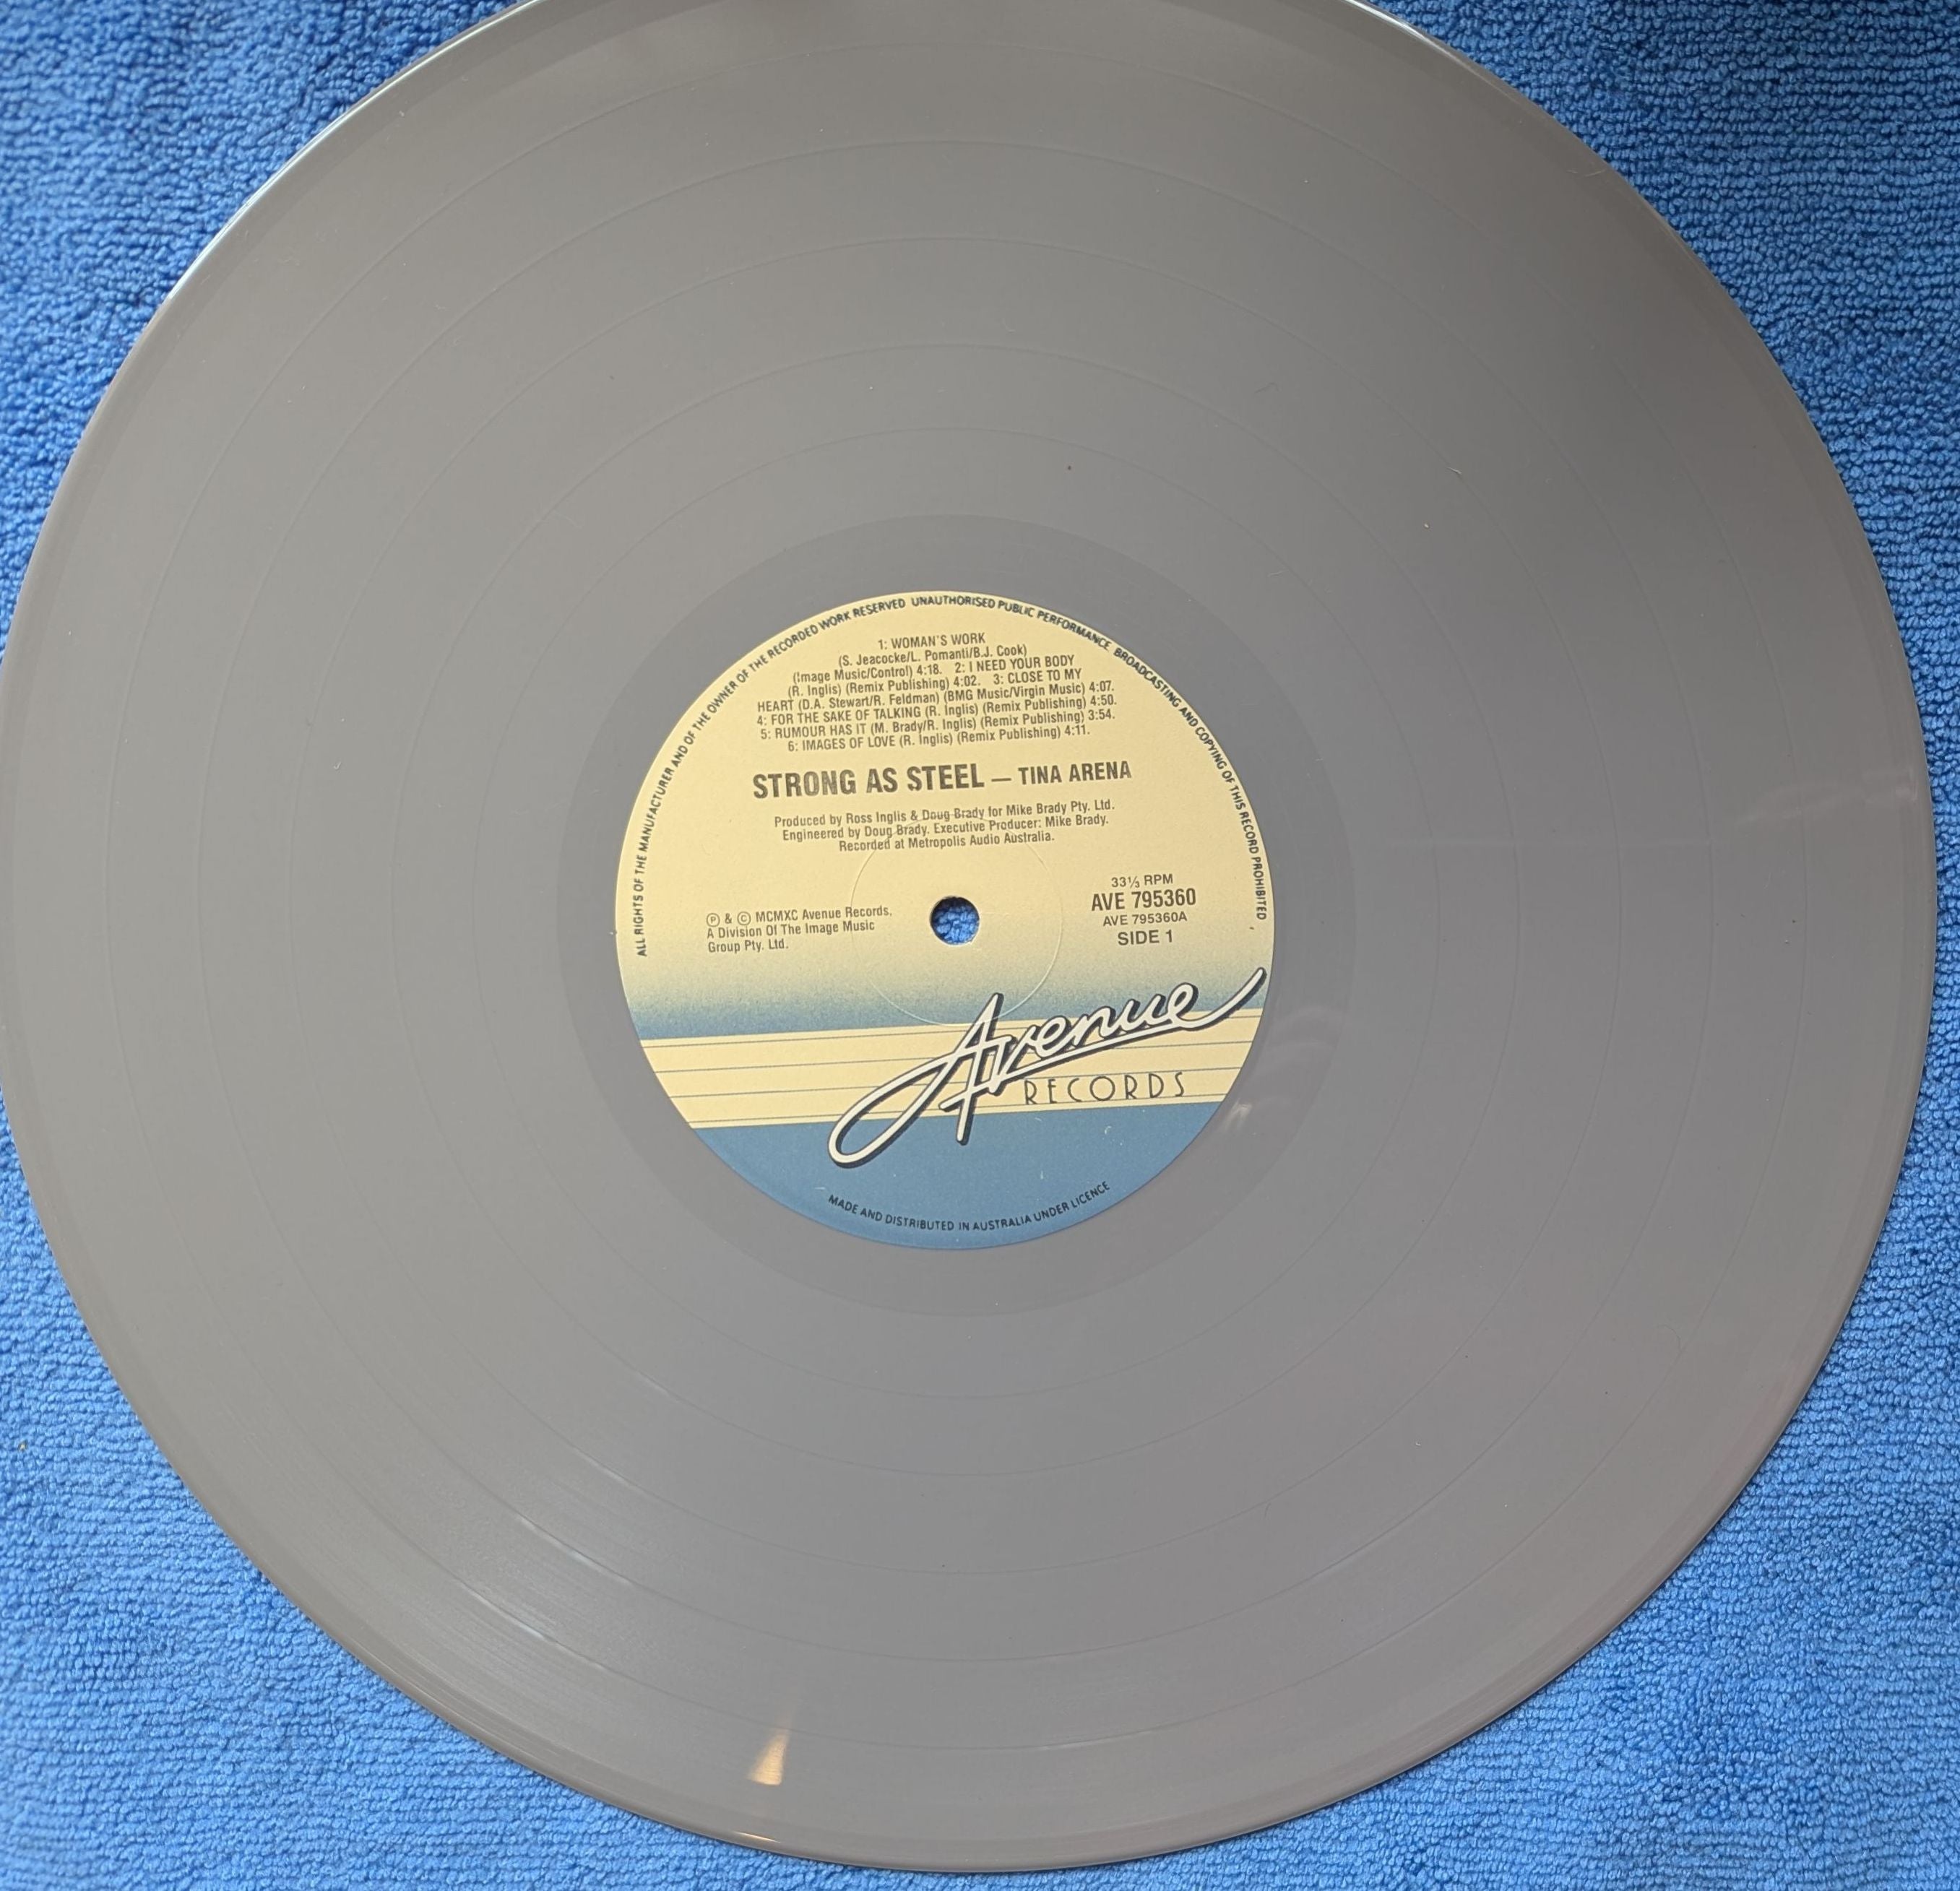 ALL RIGHTS OF THE MANUFACTURER AND OF THE OWNER OF THE RECORDED WORK RESERVED UNAUTHORISED PUBLIC PERFORMANCE BROADCASTING AND COPYING OF THIS RECORD PROHIBITED
1: WOMAN'S WORK
(S. Jeacocke/L. Pomanti/B.J. Cook)
(Image Music/Control) 4:18. 2: I NEED YOUR BODY
(R. Inglis) (Remix Publishing) 4:02. 3: CLOSE TO MY
HEART (D.A. Stewart/R. Feldman) (BMG Music/Virgin Music) 4:07.
4: FOR THE SAKE OF TALKING (R. Inglis) (Remix Publishing) 4:50.
5: RUMOUR HAS IT (M. Brady/R. Inglis) (Remix Publishing) 3:54.
6: IMAGES OF LOVE (R. Inglis) (Remix Publishing) 4:11.
STRONG AS STEEL — TINA ARENA
Produced by Ross Inglis & Doug Brady for Mike Brady Pty. Ltd.
Engineered by Doug Brady. Executive Producer: Mike Brady.
Recorded at Metropolis Audio Australia.
33⅓ RPM
AVE 795360
AVE 795360A
SIDE 1
℗ & © MCMXC Avenue Records.
A Division Of The Image Music
Group Pty. Ltd.
Avenue
RECORDS
MADE AND DISTRIBUTED IN AUSTRALIA UNDER LICENCE